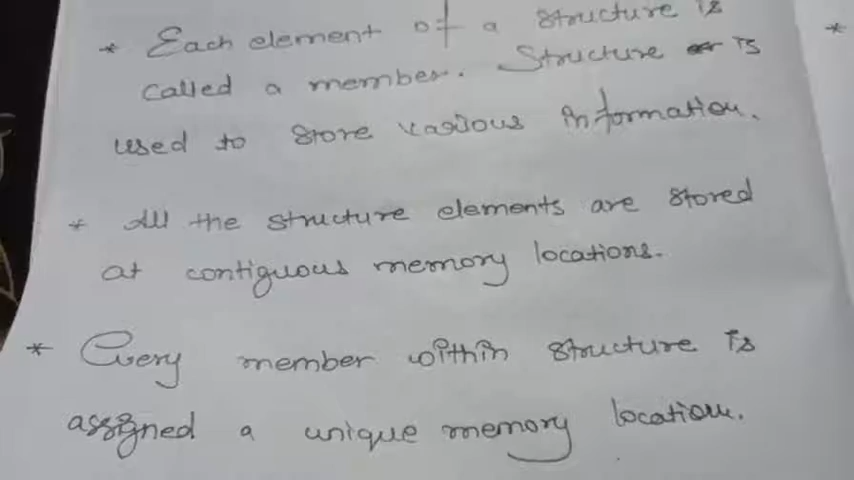 * Each element of a structure is
called a member. Structure is
used to store various information.
* All the structure elements are stored
at contiguous memory locations.
* Every member within structure is
assigned a unique memory location.
*